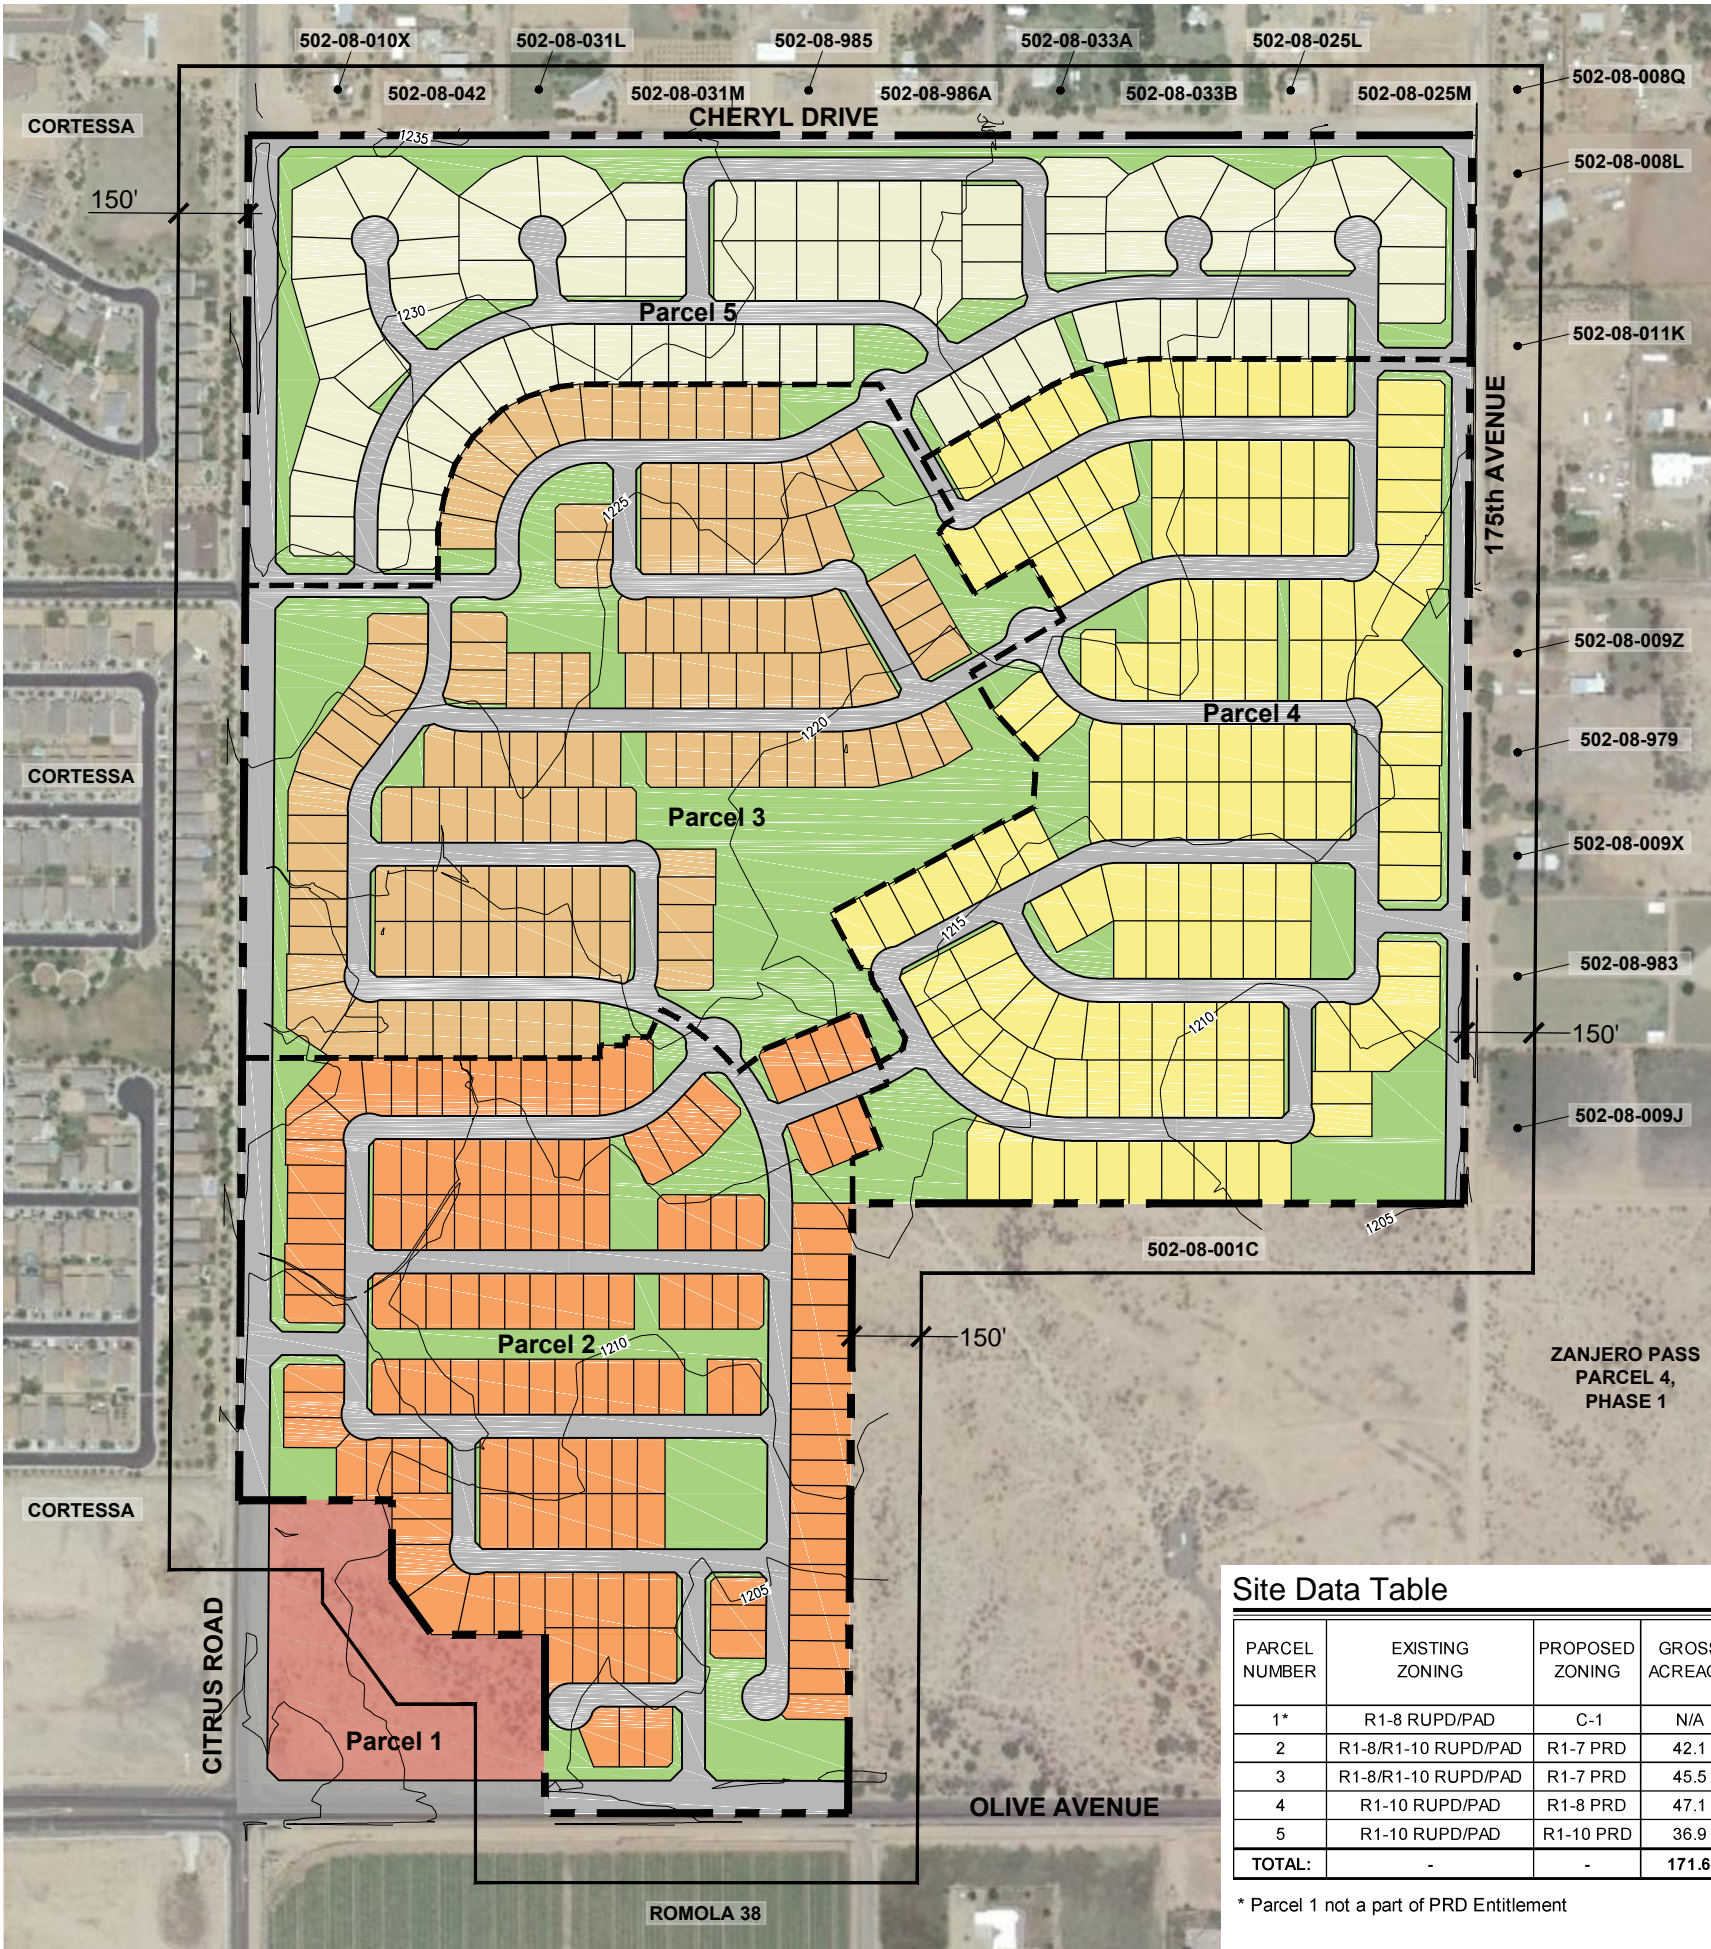 502-08-010X
502-08-031L
502-08-985
502-08-033A
502-08-025L
502-08-008Q
502-08-042
502-08-031M
502-08-986A
502-08-033B
502-08-025M
CORTESSA
CHERYL DRIVE
1235
502-08-008L
150'
1230
Parcel 5
502-08-011K
175th AVENUE
1225
502-08-009Z
Parcel 4
1220
502-08-979
CORTESSA
Parcel 3
502-08-009X
1215
502-08-983
1210
150'
502-08-009J
1205
502-08-001C
Parcel 2
1210
150'
ZANJERO PASS
PARCEL 4,
PHASE 1
CORTESSA
1205
CITRUS ROAD
Parcel 1
OLIVE AVENUE
ROMOLA 38
Site Data Table
PARCEL NUMBER EXISTING ZONING PROPOSED ZONING GROSS
1* R1-8 RUPD/PAD C-1 N/A
2 R1-8/R1-10 RUPD/PAD R1-7 PRD 42.1
3 R1-8/R1-10 RUPD/PAD R1-7 PRD 45.5
4 R1-10 RUPD/PAD R1-8 PRD 47.1
5 R1-10 RUPD/PAD R1-10 PRD 36.9
TOTAL: - - 171.6
* Parcel 1 not a part of PRD Entitlement